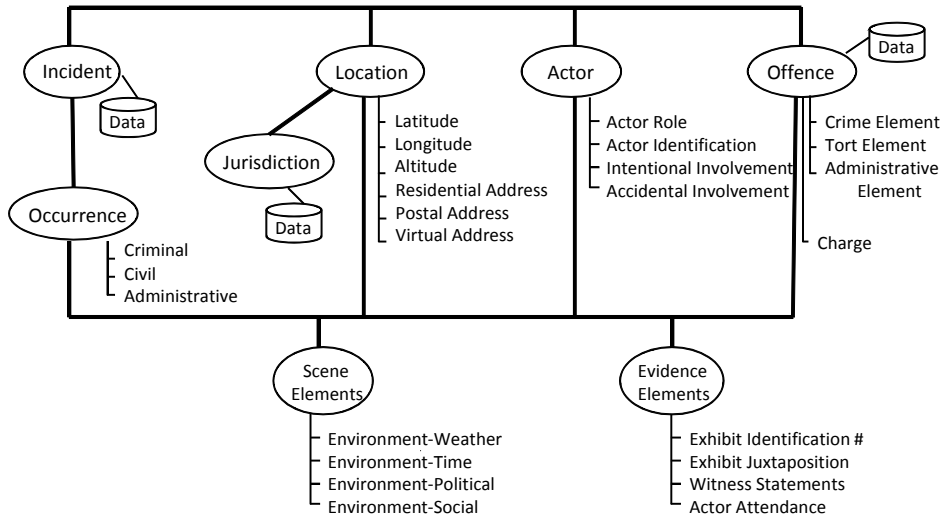 Incident
Data
Occurrence
Criminal
Civil
Administrative
Location
Latitude
Longitude
Altitude
Residential Address
Postal Address
Virtual Address
Jurisdiction
Data
Actor
Actor Role
Actor Identification
Intentional Involvement
Accidental Involvement
Offence
Data
Crime Element
Tort Element
Administrative
Element
Charge
Scene
Elements
Environment-Weather
Environment-Time
Environment-Political
Environment-Social
Evidence
Elements
Exhibit Identification #
Exhibit Juxtaposition
Witness Statements
Actor Attendance